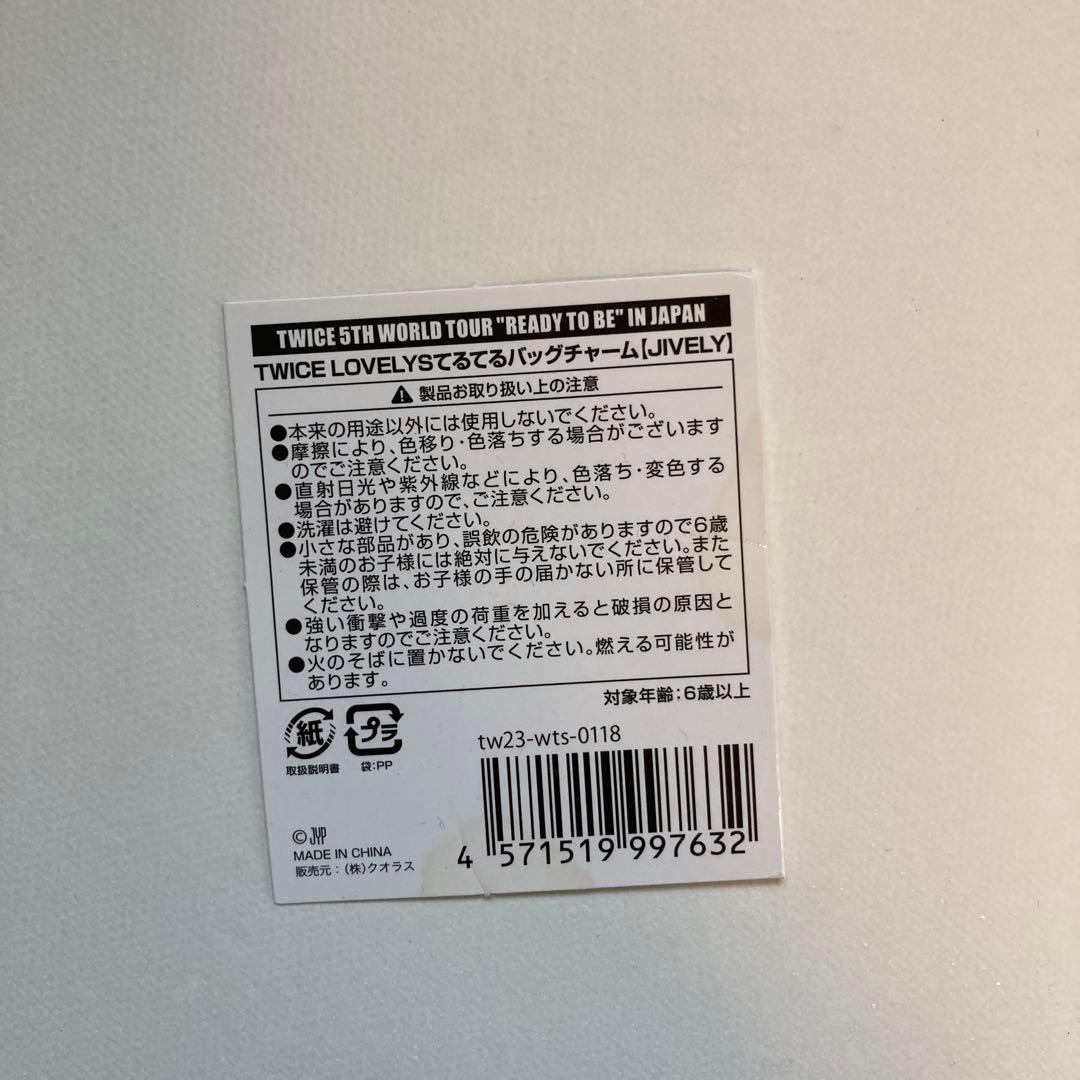 TWICE 5TH WORLD TOUR "READY TO BE" IN JAPAN
TWICE LOVELYSてるてるバッグチャーム【JIVELY】
製品お取り扱い上の注意
●本来の用途以外には使用しないでください。
●摩擦により、色移り・色落ちする場合がございます
のでご注意ください。
●直射日光や紫外線などにより、色落ち・変色する
場合がありますので、ご注意ください。
●洗濯は避けてください。
●小さな部品があり、誤飲の危険がありますので6歳
未満のお子様には絶対に与えないでください。また
保管の際は、お子様の手の届かない所に保管して
ください。
●強い衝撃や過度の荷重を加えると破損の原因と
なりますのでご注意ください。
●火のそばに置かないでください。燃える可能性が
あります。
対象年齢：6歳以上
紙
取扱説明書
プラ
袋：PP
tw23-wts-0118
4 571519 997632
© JYP
MADE IN CHINA
販売元：（株）クオラス